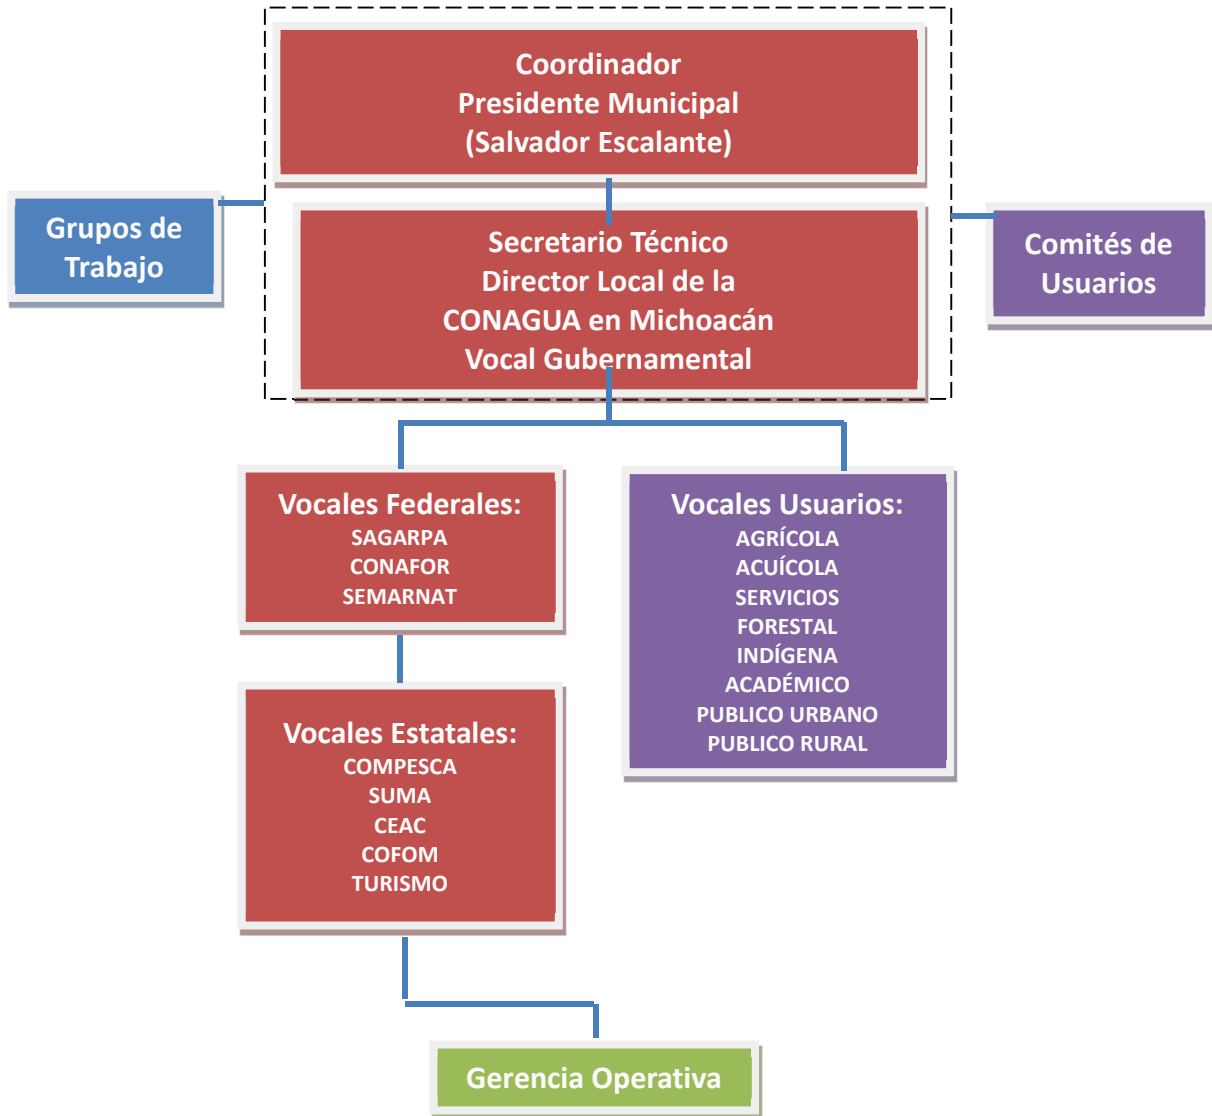 Coordinador
Presidente Municipal
(Salvador Escalante)
Grupos de
Trabajo
Secretario Técnico
Director Local de la
CONAGUA en Michoacán
Vocal Gubernamental
Comités de
Usuarios
Vocales Federales:
SAGARPA
CONAFOR
SEMARNAT
Vocales Usuarios:
AGRÍCOLA
ACUÍCOLA
SERVICIOS
FORESTAL
INDÍGENA
ACADÉMICO
PUBLICO URBANO
PUBLICO RURAL
Vocales Estatales:
COMPESCA
SUMA
CEAC
COFOM
TURISMO
Gerencia Operativa